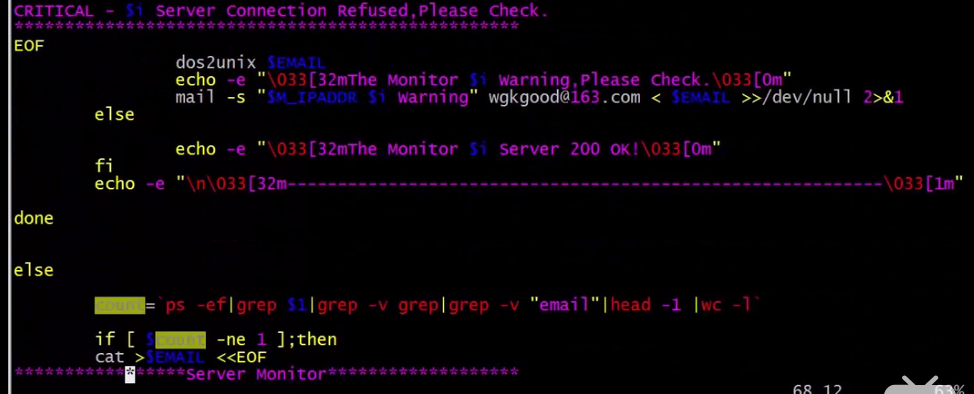 CRITICAL - $i Server Connection Refused,Please Check.
**************************************************
EOF
dos2unix $EMAIL
echo -e "\033[32mThe Monitor $i Warning,Please Check.\033[0m"
mail -s "$M_IPADDR $i Warning" wgkgood@163.com < $EMAIL >>/dev/null 2>&1
else
echo -e "\033[32mThe Monitor $i Server 200 OK!\033[0m"
fi
echo -e "\n\033[32m-----------------------------------------------------------\033[1m"
done
else
count=`ps -ef|grep $1|grep -v grep|grep -v "email"|head -1 |wc -l`
if [ $count -ne 1 ];then
cat >$EMAIL <<EOF
*****************Server Monitor*******************
68,12 63%